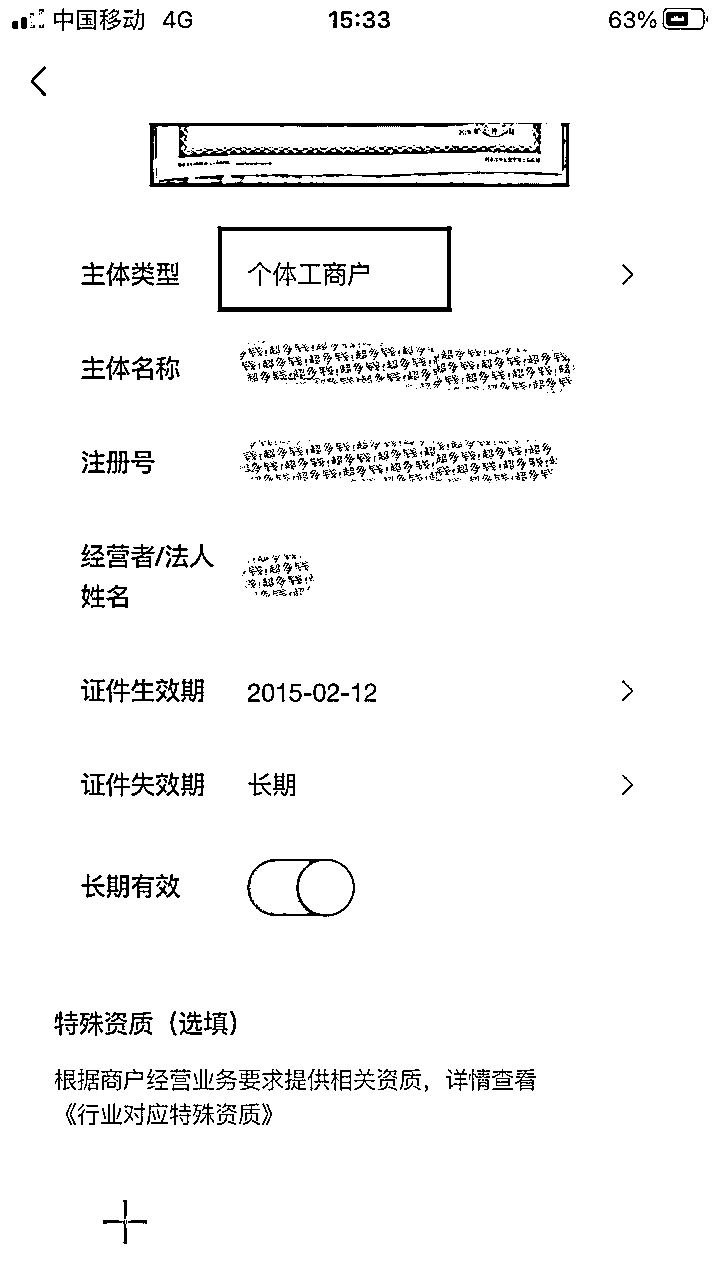 中国移动 4G 15:33 63%
主体类型 个体工商户
主体名称
注册号
经营者/法人
姓名
证件生效期 2015-02-12
证件失效期 长期
长期有效
特殊资质（选填）
根据商户经营业务要求提供相关资质，详情查看
《行业对应特殊资质》